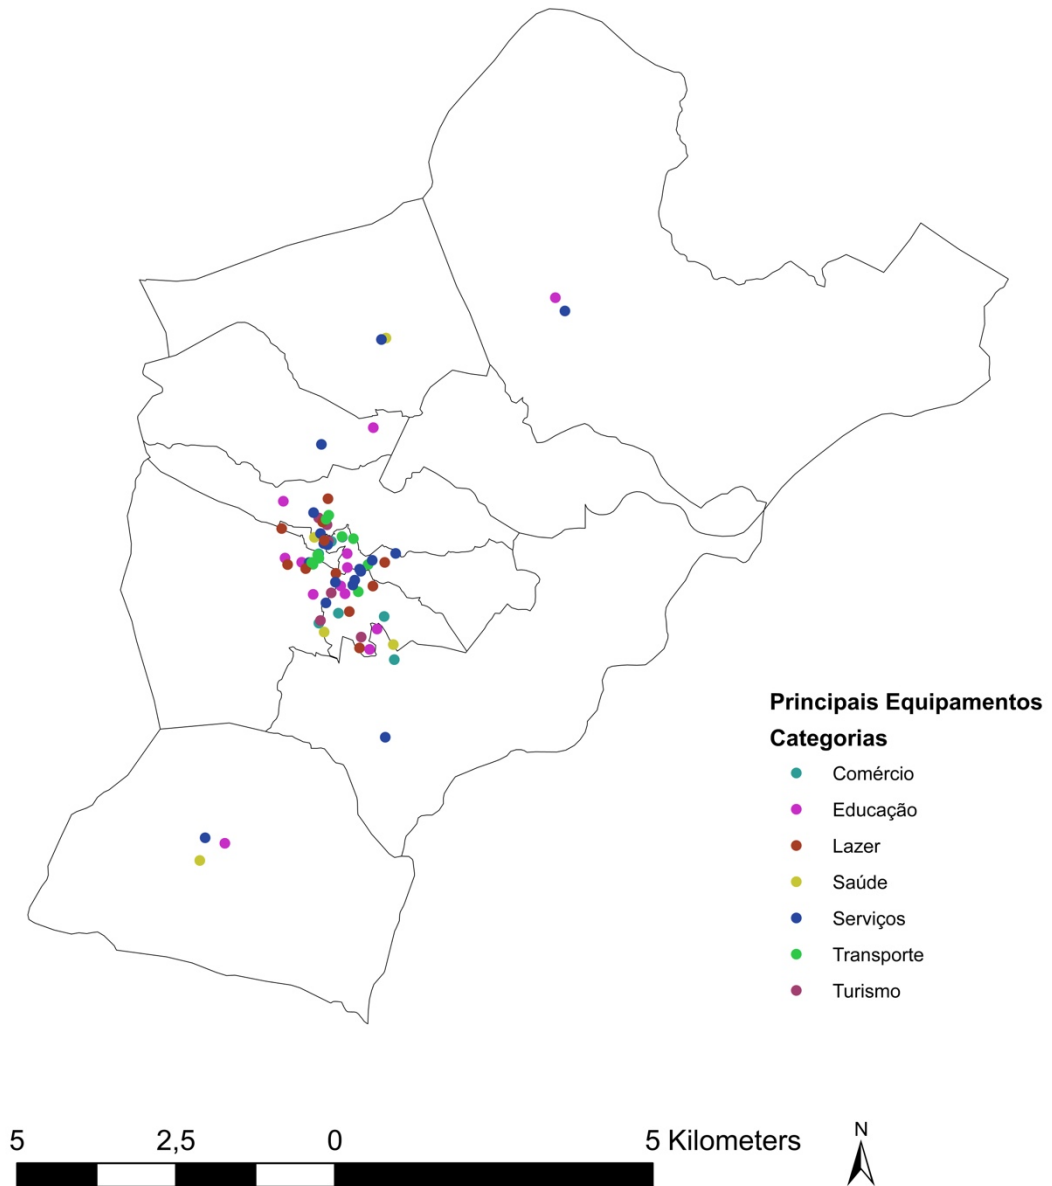 Principais Equipamentos
Categorias
Comércio
Educação
Lazer
Saúde
Serviços
Transporte
Turismo
5 2,5 0 5 Kilometers
N